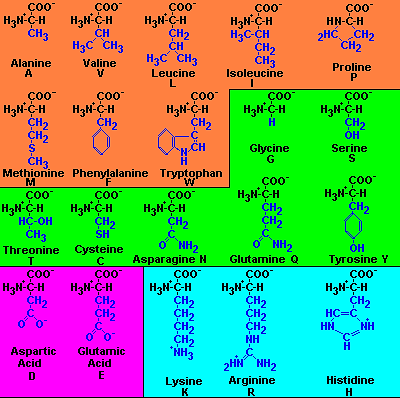 COO⁻ COO⁻ COO⁻ COO⁻ COO⁻
H₃N⁺-C-H H₃N⁺-C-H H₃N⁺-C-H H₃N⁺-C-H HN-C-H
CH₃ CH CH₂ H₃C-C-H H₂C CH₂
H₃C CH₃ CH CH₂ CH₂
H₃C CH₃ CH₃
Alanine Valine Leucine Isoleucine Proline
A V L I P
COO⁻ COO⁻ COO⁻ COO⁻ COO⁻
H₃N⁺-C-H H₃N⁺-C-H H₃N⁺-C-H H₃N⁺-C-H H₃N⁺-C-H
CH₂ CH₂ CH₂ H CH₂
CH₂ C OH
S CH
CH₃ NH
Methionine Phenylalanine Tryptophan Glycine Serine
M F W G S
COO⁻ COO⁻ COO⁻ COO⁻ COO⁻
H₃N⁺-C-H H₃N⁺-C-H H₃N⁺-C-H H₃N⁺-C-H H₃N⁺-C-H
CH-OH CH₂ CH₂ CH₂ CH₂
CH₃ SH C CH₂
O NH₂ C
O NH₂ OH
Threonine Cysteine Asparagine N Glutamine Q Tyrosine Y
T C
COO⁻ COO⁻ COO⁻ COO⁻ COO⁻
H₃N⁺-C-H H₃N⁺-C-H H₃N⁺-C-H H₃N⁺-C-H H₃N⁺-C-H
CH₂ CH₂ CH₂ CH₂ CH₂
C CH₂ CH₂ CH₂ HC C
O O⁻ C CH₂ CH₂ HN NH⁺
O O⁻ CH₂ NH C
⁺NH₃ C H
₂HN⁺ NH₂
Aspartic Glutamic Lysine Arginine Histidine
Acid Acid K R H
D E